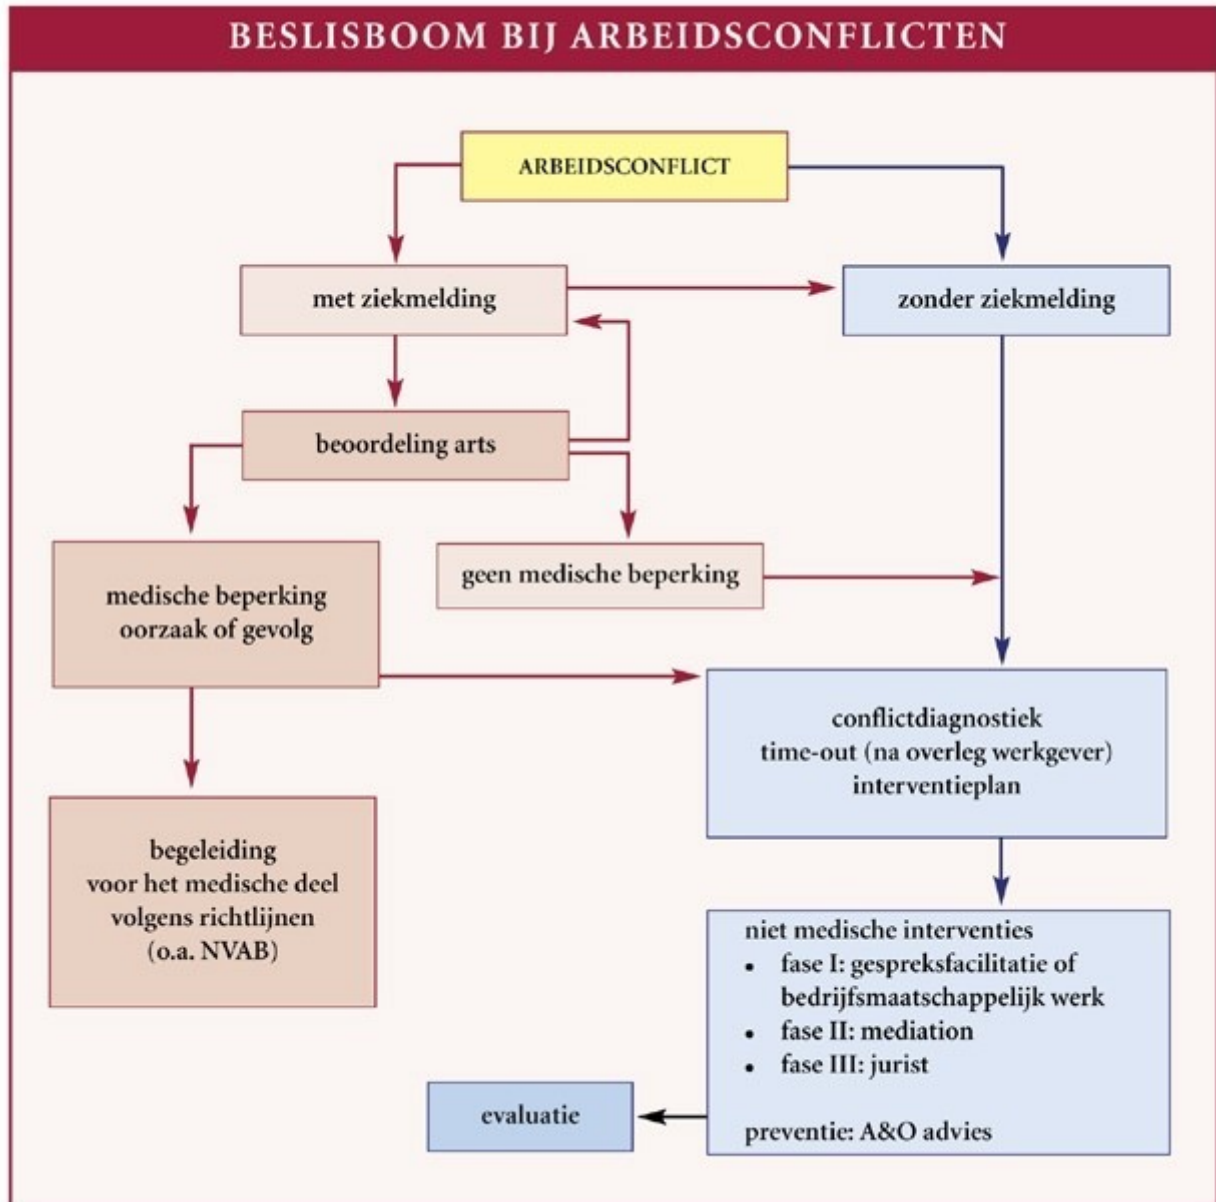 BESLISBOOM BIJ ARBEIDSCONFLICTEN
ARBEIDSCONFLICT
met ziekmelding
zonder ziekmelding
beoordeling arts
medische beperking
oorzaak of gevolg
geen medische beperking
conflictdiagnostiek
time-out (na overleg werkgever)
interventieplan
begeleiding
voor het medische deel
volgens richtlijnen
(o.a. NVAB)
niet medische interventies
• fase I: gespreksfacilitatie of
bedrijfsmaatschappelijk werk
• fase II: mediation
• fase III: jurist
preventie: A&O advies
evaluatie